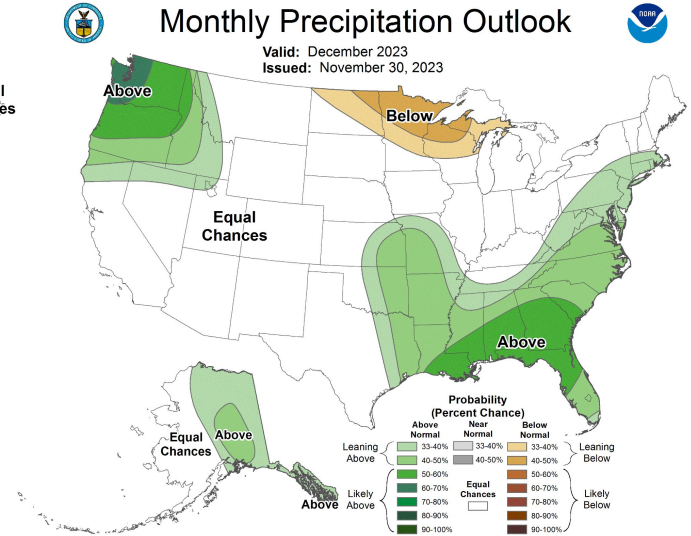 Monthly Precipitation Outlook
NOAA
Valid: December 2023
Issued: November 30, 2023
l
es
Above
Below
Equal
Chances
Above
Equal
Chances
Above
Above
Probability
(Percent Chance)
Above
Normal
Near
Normal
Below
Normal
Leaning
Above
33-40%
40-50%
33-40%
40-50%
33-40%
40-50%
Leaning
Below
Likely
Above
50-60%
60-70%
70-80%
80-90%
90-100%
Equal
Chances
50-60%
60-70%
70-80%
80-90%
90-100%
Likely
Below